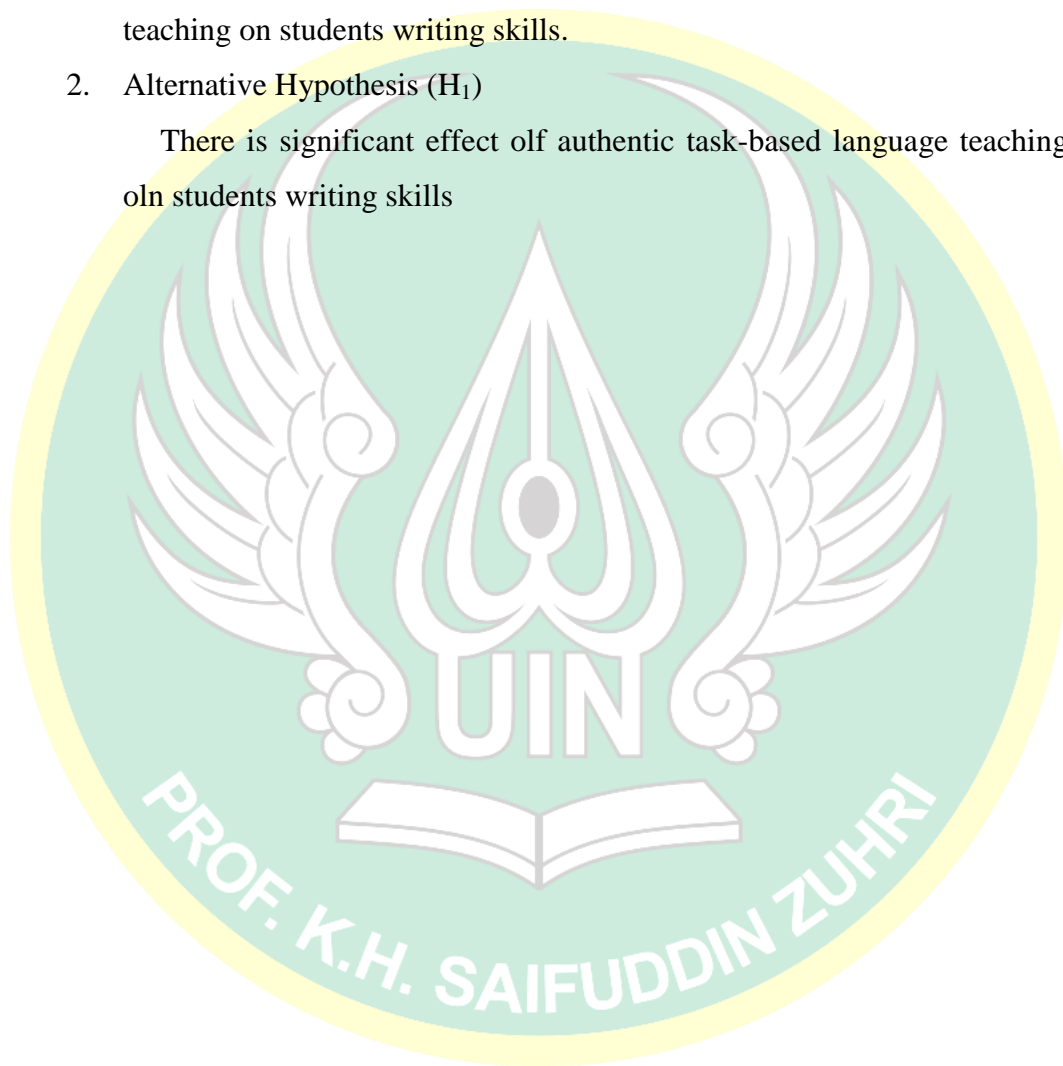 teaching on students writing skills.
2. Alternative Hypothesis (H₁)
There is significant effect olf authentic task-based language teaching
oln students writing skills
UIN
PROF. K.H. SAIFUDDIN ZUHRI